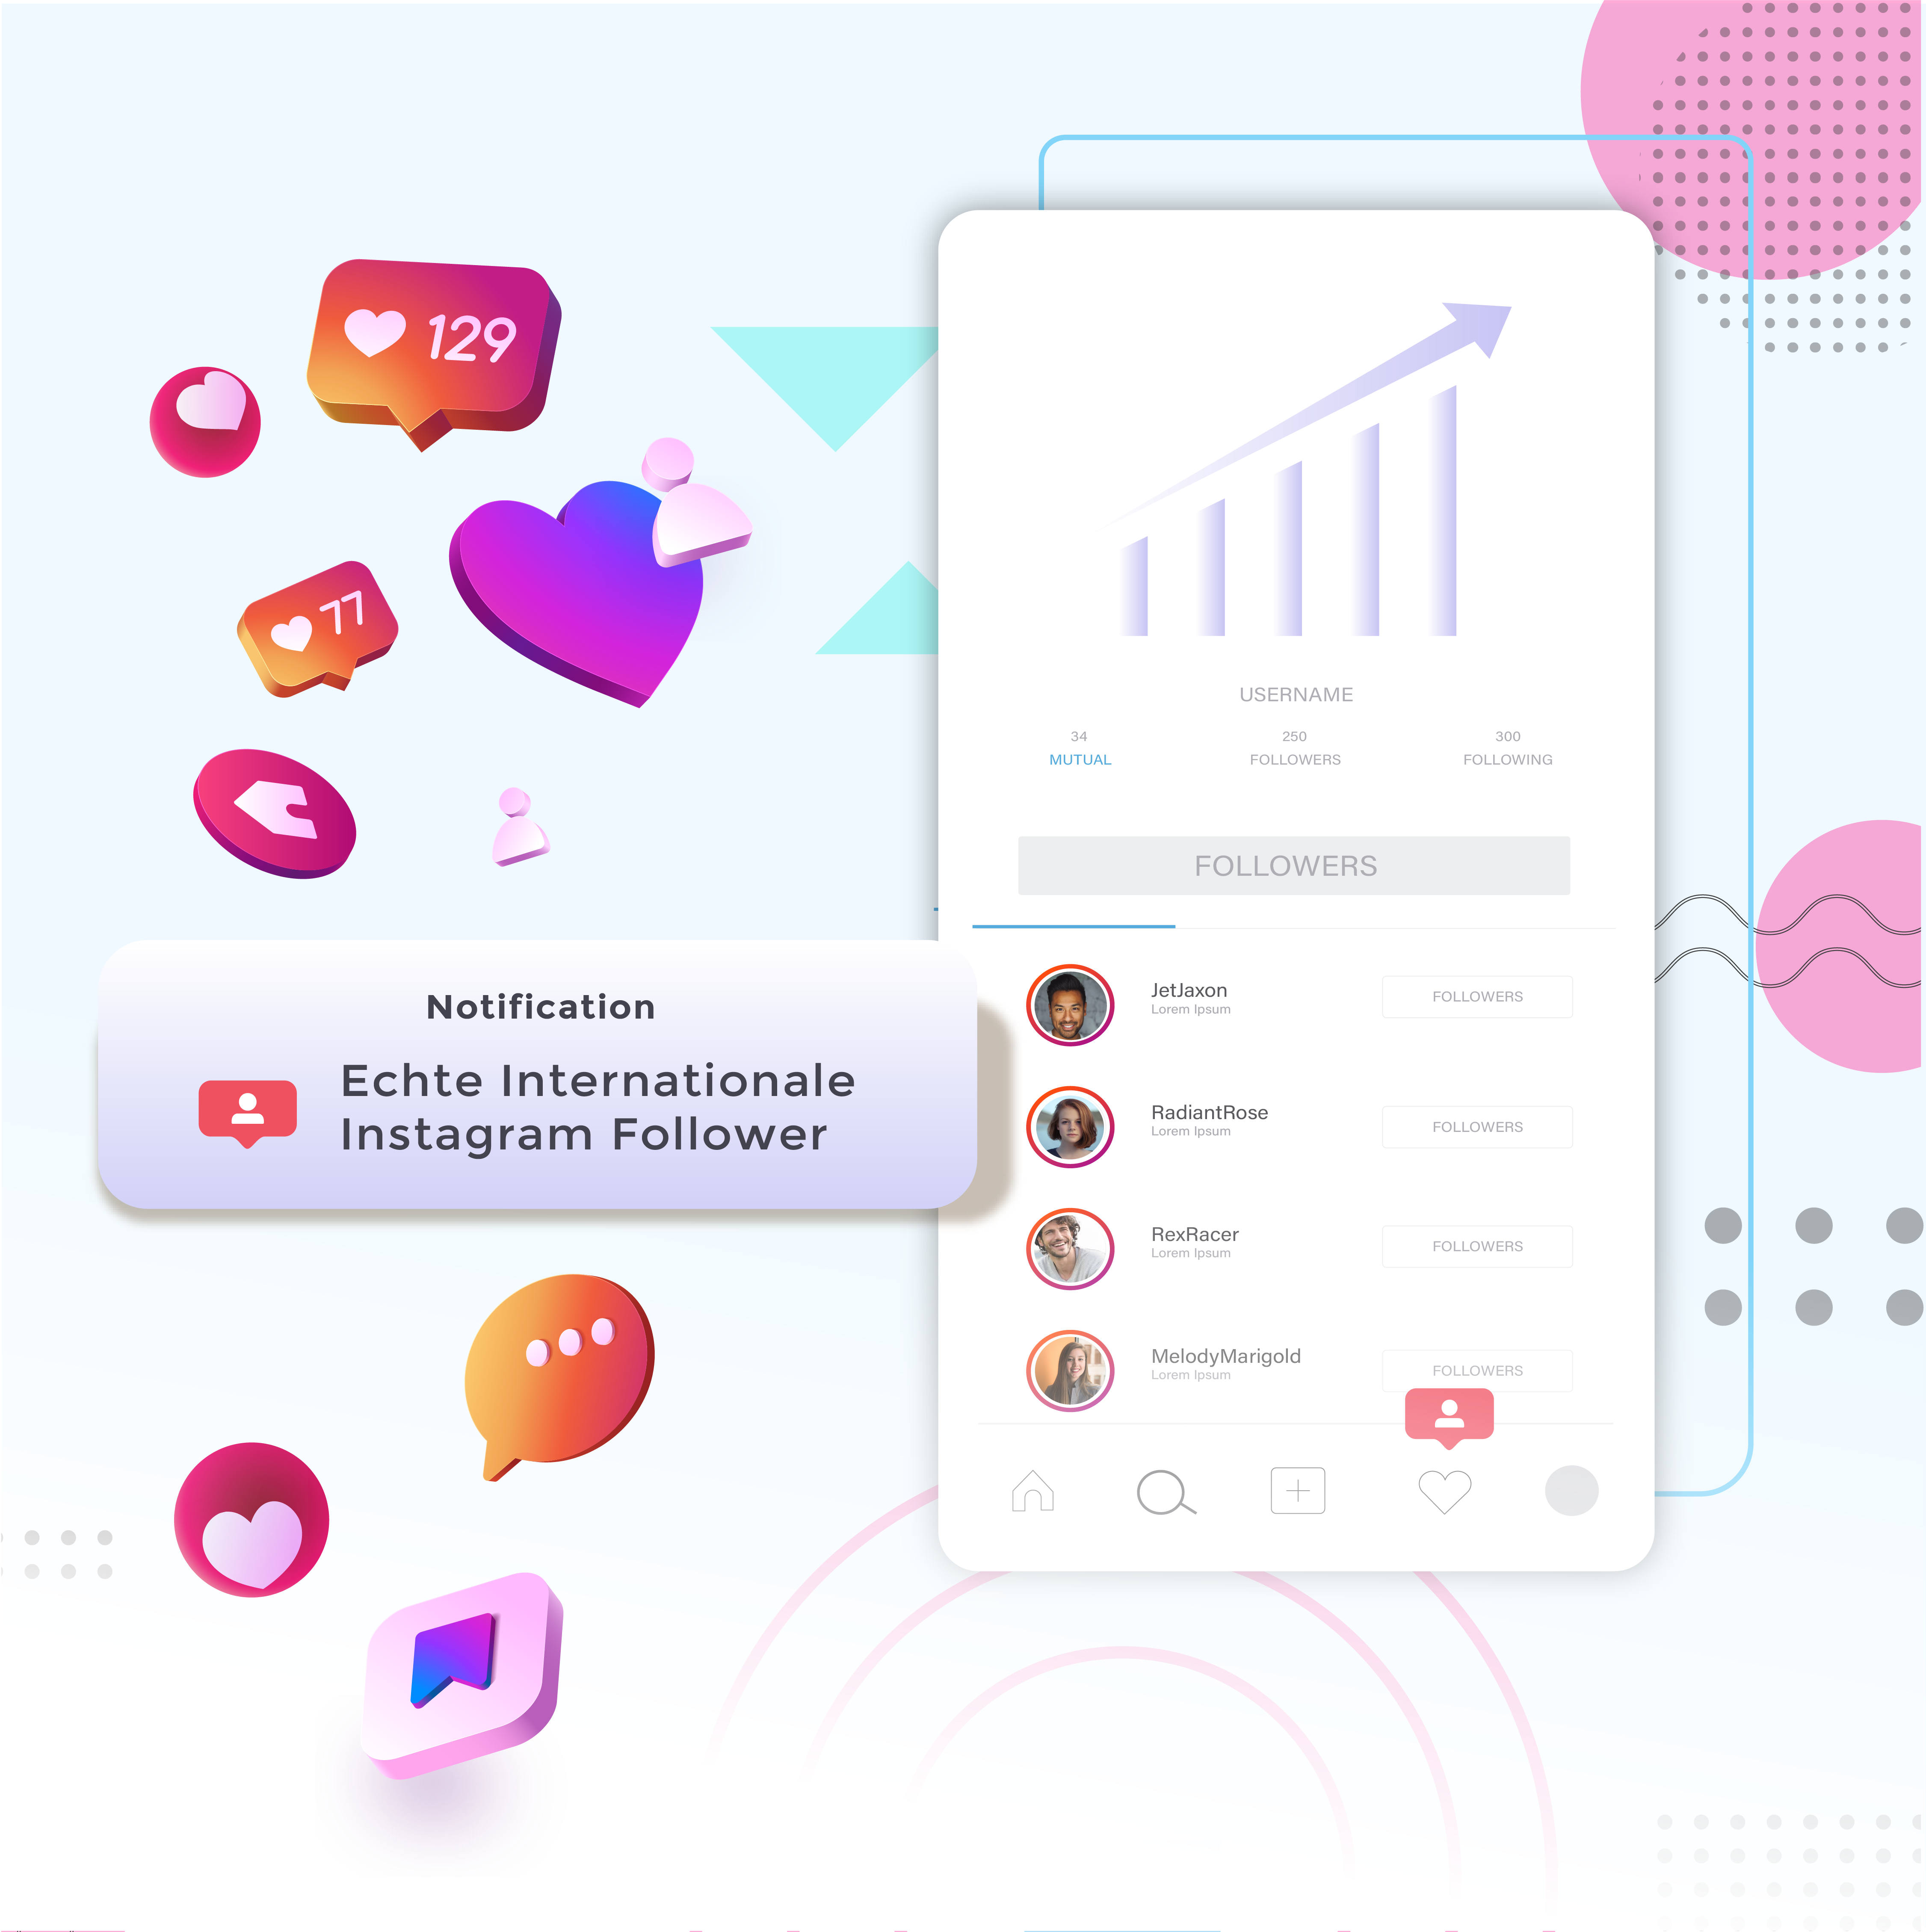 129
77
USERNAME
34 250 300
MUTUAL FOLLOWERS FOLLOWING
FOLLOWERS
Notification
Echte Internationale
Instagram Follower
JetJaxon
Lorem Ipsum
FOLLOWERS
RadiantRose
Lorem Ipsum
FOLLOWERS
RexRacer
Lorem Ipsum
FOLLOWERS
MelodyMarigold
Lorem Ipsum
FOLLOWERS